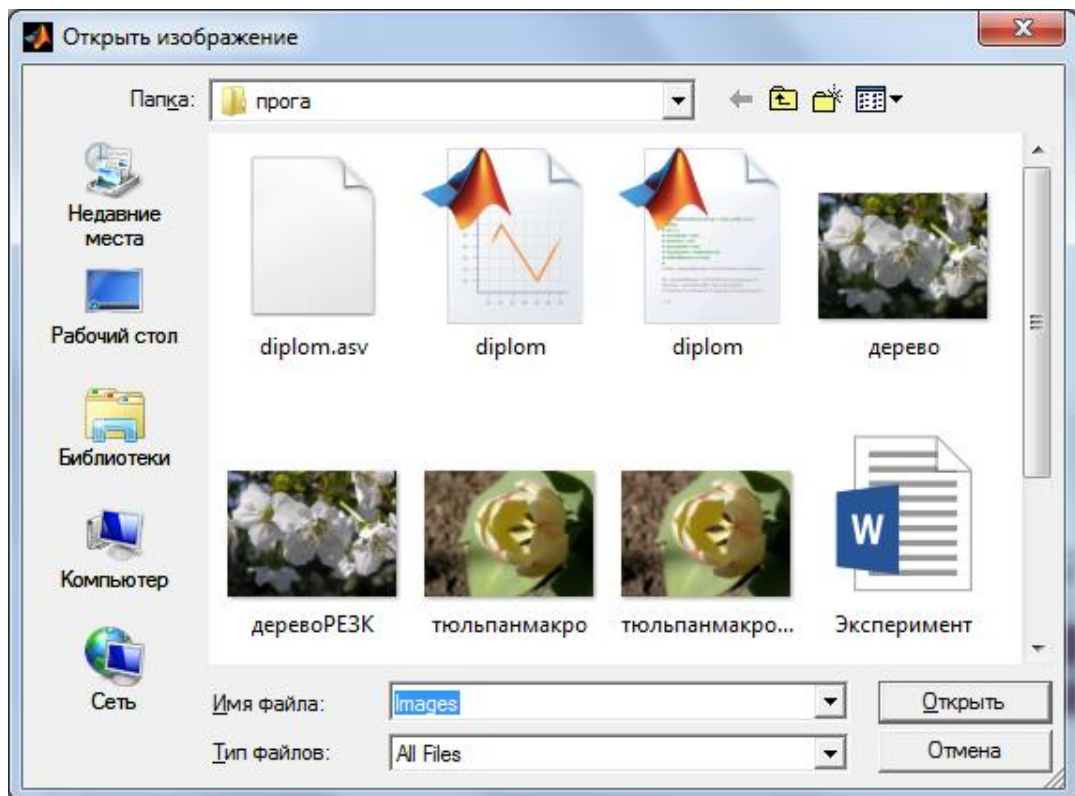 Открыть изображение
Папка:
прога
Недавние
места
Рабочий стол
Библиотеки
Компьютер
Сеть
diplom.asv
diplom
diplom
дерево
деревоРЕЗК
тюльпанмакро
тюльпанмакро...
W
Эксперимент
Имя файла:
Images
Открыть
Тип файлов:
All Files
Отмена